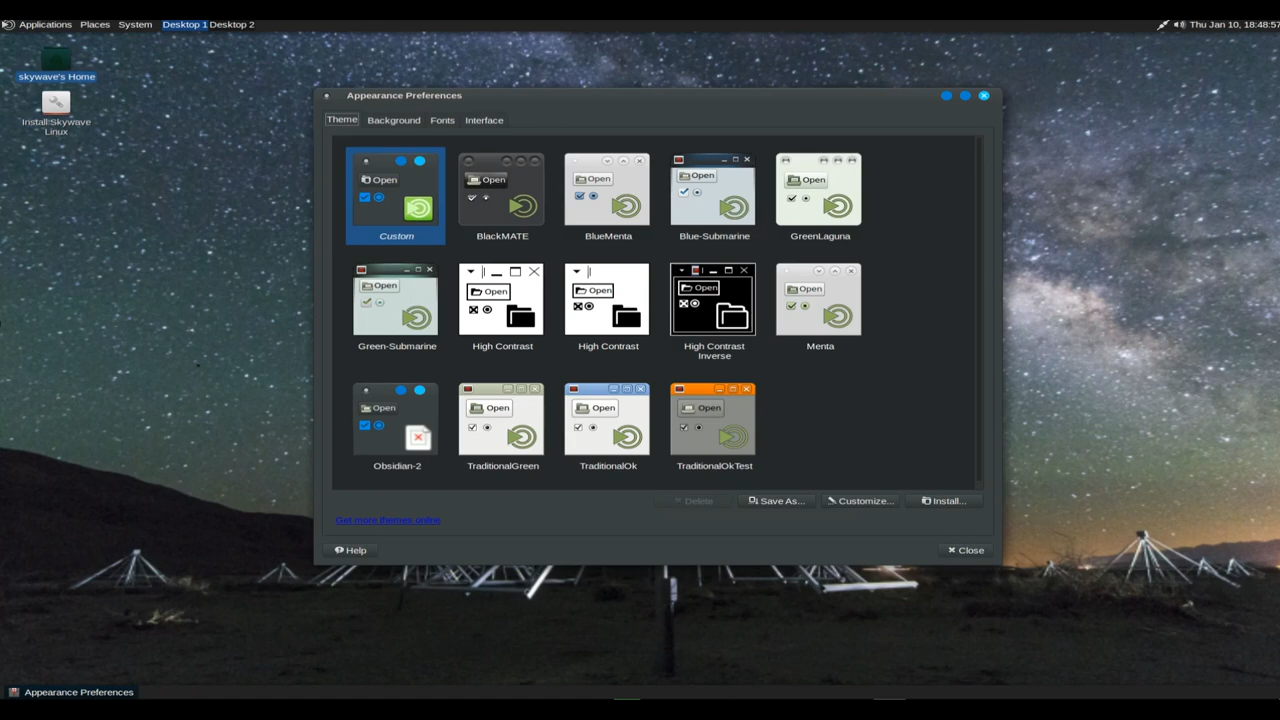 Applications Places System Desktop 1 Desktop 2 Thu Jan 10, 18:48:57
skywave's Home
Install Skywave
Linux
Appearance Preferences
Theme Background Fonts Interface
Open Open Open Open Open
Custom BlackMATE BlueMenta Blue-Submarine GreenLaguna
Open Open Open Open Open
Green-Submarine High Contrast High Contrast High Contrast Menta
Inverse
Open Open Open Open
Obsidian-2 TraditionalGreen TraditionalOk TraditionalOkTest
Delete Save As... Customize... Install...
Get more themes online
Help Close
Appearance Preferences